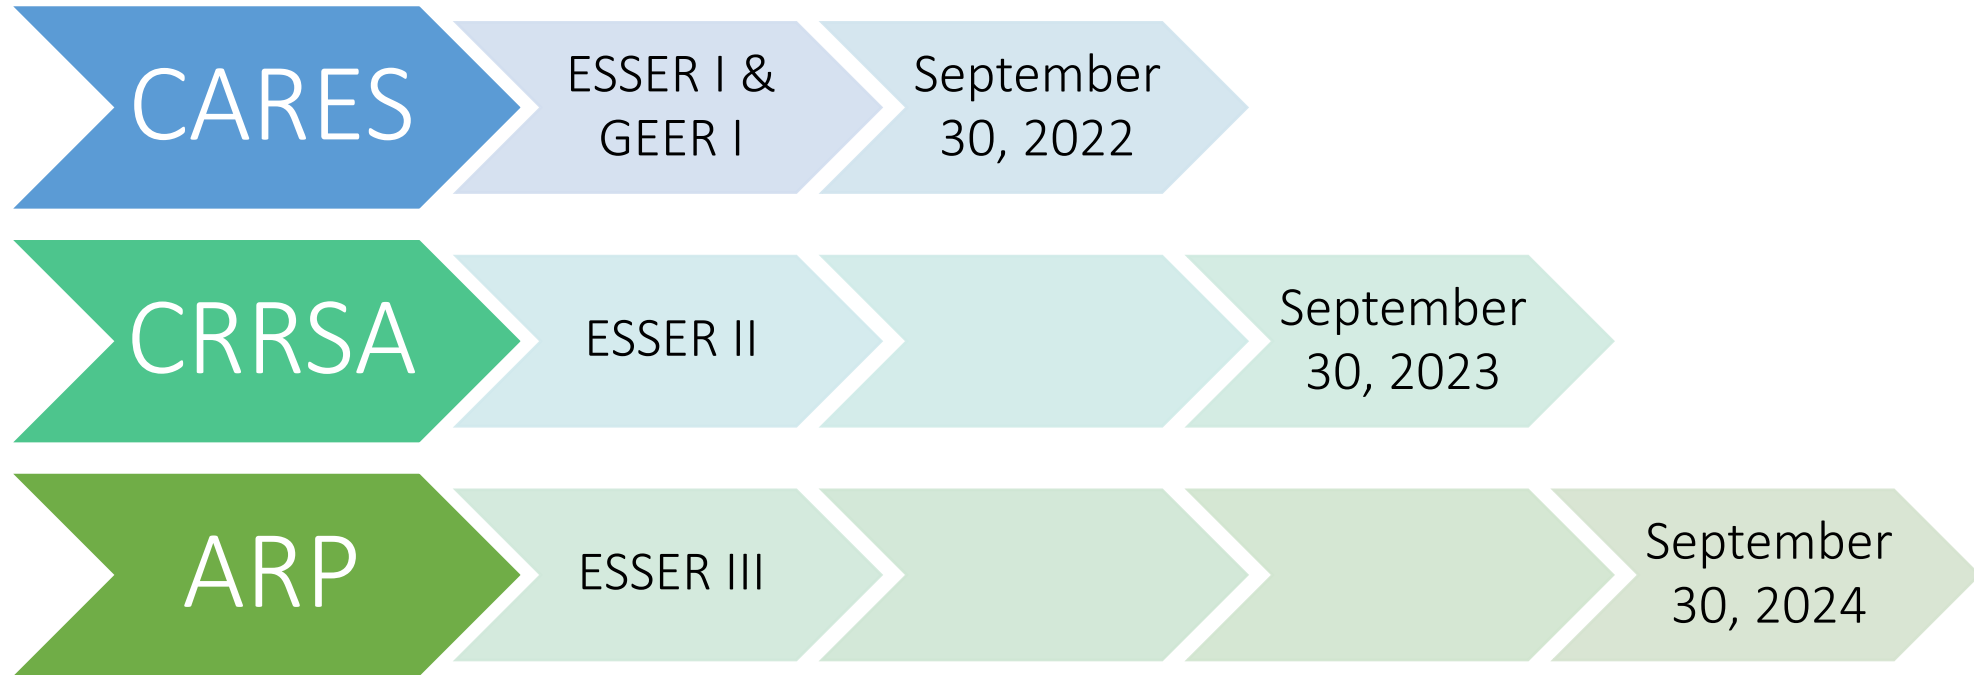 CARES
ESSER I &
GEER I
September
30, 2022
CRRSA
ESSER II
September
30, 2023
ARP
ESSER III
September
30, 2024